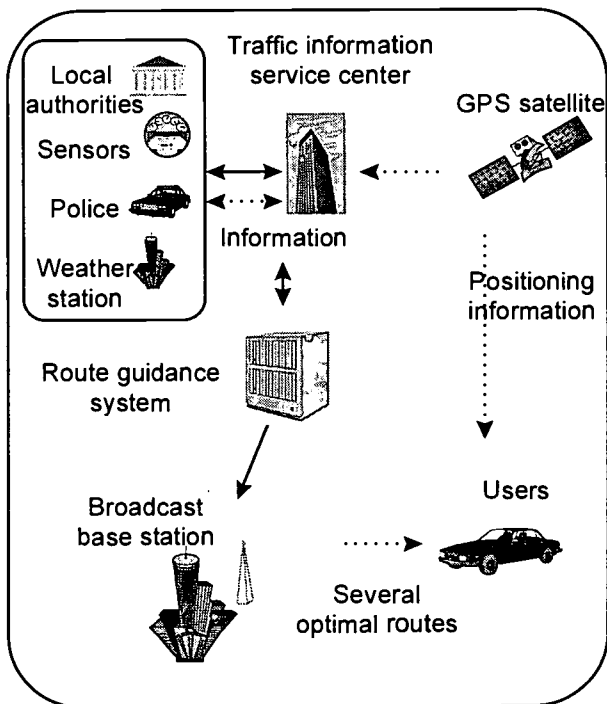 Local
authorities
Sensors
Police
Weather
station
Traffic information
service center
GPS satellite
Information
Positioning
information
Route guidance
system
Broadcast
base station
Users
Several
optimal routes